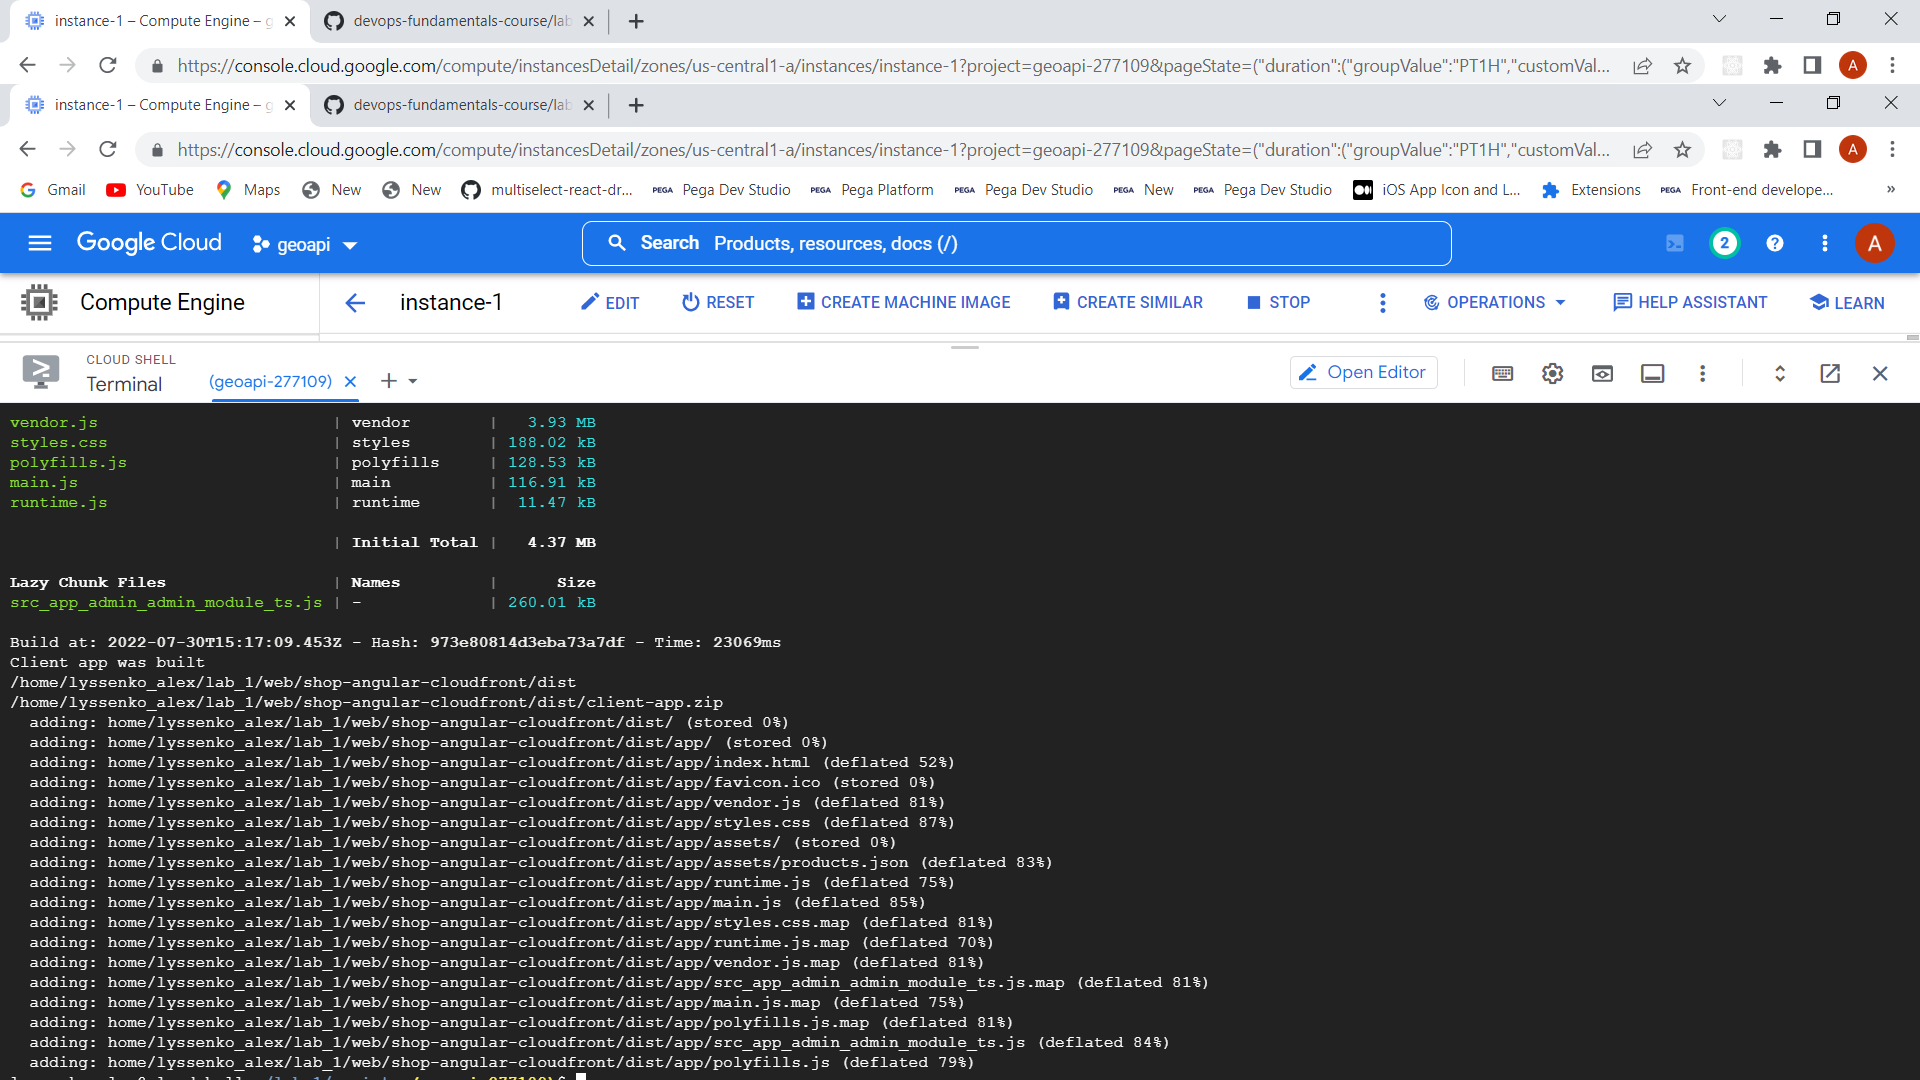 instance-1 – Compute Engine – g
devops-fundamentals-course/lab
https://console.cloud.google.com/compute/instancesDetail/zones/us-central1-a/instances/instance-1?project=geoapi-277109&pageState=("duration":("groupValue":"PT1H","customVal...
A
instance-1 – Compute Engine – g
devops-fundamentals-course/lab
https://console.cloud.google.com/compute/instancesDetail/zones/us-central1-a/instances/instance-1?project=geoapi-277109&pageState=("duration":("groupValue":"PT1H","customVal...
A
Gmail YouTube Maps New New multiselect-react-dr... PEGA Pega Dev Studio PEGA Pega Platform PEGA Pega Dev Studio PEGA New PEGA Pega Dev Studio iOS App Icon and L... Extensions PEGA Front-end develope... »
Google Cloud geoapi Search Products, resources, docs (/) 2 ? A
Compute Engine instance-1 EDIT RESET CREATE MACHINE IMAGE CREATE SIMILAR STOP OPERATIONS HELP ASSISTANT LEARN
CLOUD SHELL
Terminal (geoapi-277109) Open Editor
vendor.js | vendor | 3.93 MB
styles.css | styles | 188.02 kB
polyfills.js | polyfills | 128.53 kB
main.js | main | 116.91 kB
runtime.js | runtime | 11.47 kB
| Initial Total | 4.37 MB
Lazy Chunk Files | Names | Size
src_app_admin_admin_module_ts.js | - | 260.01 kB
Build at: 2022-07-30T15:17:09.453Z - Hash: 973e80814d3eba73a7df - Time: 23069ms
Client app was built
/home/lyssenko_alex/lab_1/web/shop-angular-cloudfront/dist
/home/lyssenko_alex/lab_1/web/shop-angular-cloudfront/dist/client-app.zip
adding: home/lyssenko_alex/lab_1/web/shop-angular-cloudfront/dist/ (stored 0%)
adding: home/lyssenko_alex/lab_1/web/shop-angular-cloudfront/dist/app/ (stored 0%)
adding: home/lyssenko_alex/lab_1/web/shop-angular-cloudfront/dist/app/index.html (deflated 52%)
adding: home/lyssenko_alex/lab_1/web/shop-angular-cloudfront/dist/app/favicon.ico (stored 0%)
adding: home/lyssenko_alex/lab_1/web/shop-angular-cloudfront/dist/app/vendor.js (deflated 81%)
adding: home/lyssenko_alex/lab_1/web/shop-angular-cloudfront/dist/app/styles.css (deflated 87%)
adding: home/lyssenko_alex/lab_1/web/shop-angular-cloudfront/dist/app/assets/ (stored 0%)
adding: home/lyssenko_alex/lab_1/web/shop-angular-cloudfront/dist/app/assets/products.json (deflated 83%)
adding: home/lyssenko_alex/lab_1/web/shop-angular-cloudfront/dist/app/runtime.js (deflated 75%)
adding: home/lyssenko_alex/lab_1/web/shop-angular-cloudfront/dist/app/main.js (deflated 85%)
adding: home/lyssenko_alex/lab_1/web/shop-angular-cloudfront/dist/app/styles.css.map (deflated 81%)
adding: home/lyssenko_alex/lab_1/web/shop-angular-cloudfront/dist/app/runtime.js.map (deflated 70%)
adding: home/lyssenko_alex/lab_1/web/shop-angular-cloudfront/dist/app/vendor.js.map (deflated 81%)
adding: home/lyssenko_alex/lab_1/web/shop-angular-cloudfront/dist/app/src_app_admin_admin_module_ts.js.map (deflated 81%)
adding: home/lyssenko_alex/lab_1/web/shop-angular-cloudfront/dist/app/main.js.map (deflated 75%)
adding: home/lyssenko_alex/lab_1/web/shop-angular-cloudfront/dist/app/polyfills.js.map (deflated 81%)
adding: home/lyssenko_alex/lab_1/web/shop-angular-cloudfront/dist/app/src_app_admin_admin_module_ts.js (deflated 84%)
adding: home/lyssenko_alex/lab_1/web/shop-angular-cloudfront/dist/app/polyfills.js (deflated 79%)